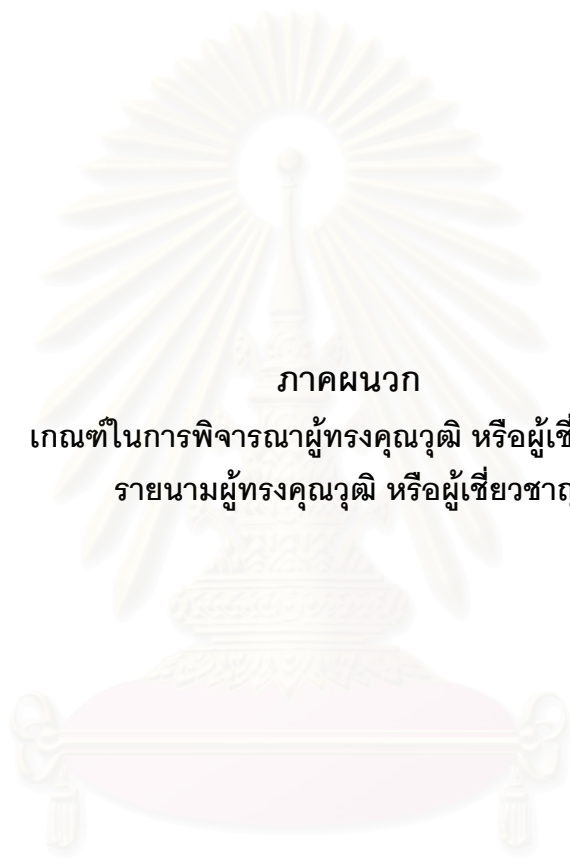 ภาคผนวก
เกณฑ์ในการพิจารณาผู้ทรงคุณวุฒิ หรือ
รายนามผู้ทรงคุณวุฒิ หรือผู้เชี่ยวชาญ